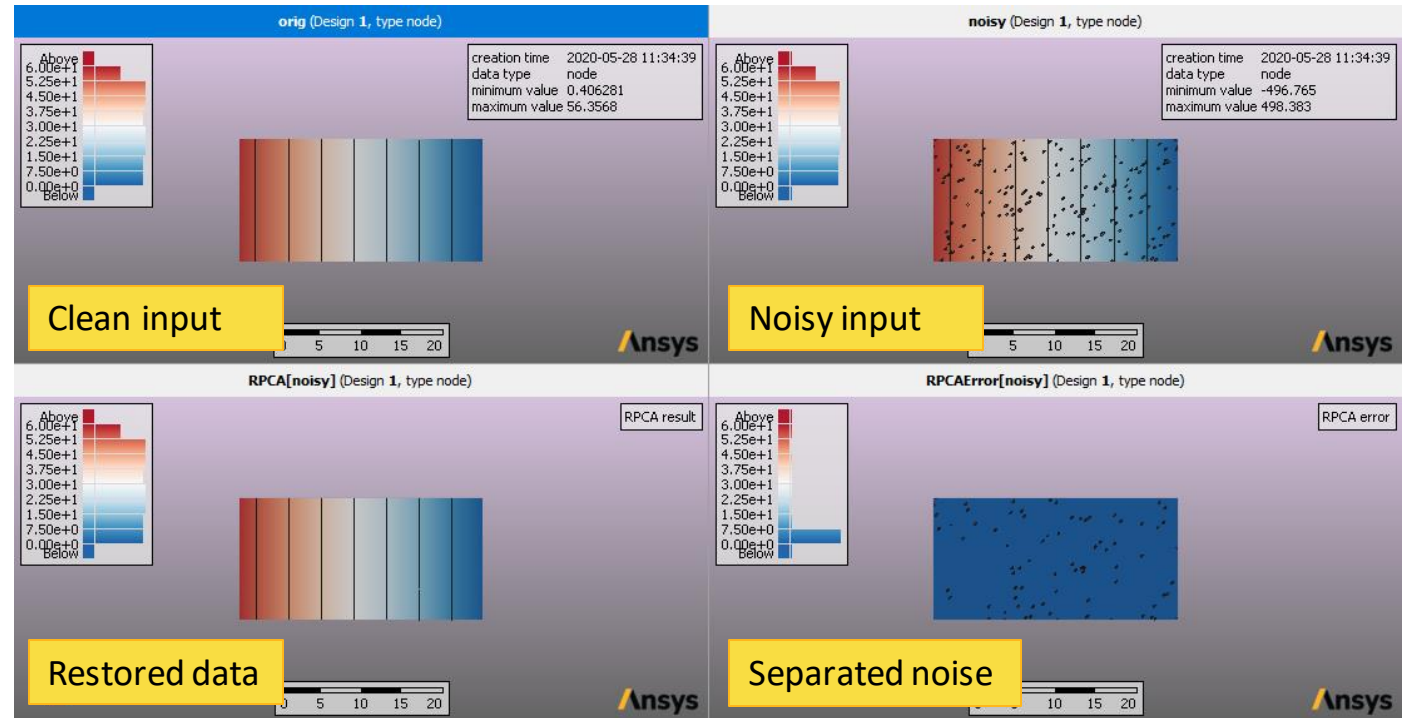 orig (Design 1, type node)
Above
6.00e+1
5.25e+1
4.50e+1
3.75e+1
3.00e+1
2.25e+1
1.50e+1
7.50e+0
0.00e+0
Below
creation time 2020-05-28 11:34:39
data type node
minimum value 0.406281
maximum value 56.3568
Clean input
5 10 15 20
Ansys
noisy (Design 1, type node)
Above
6.00e+1
5.25e+1
4.50e+1
3.75e+1
3.00e+1
2.25e+1
1.50e+1
7.50e+0
0.00e+0
Below
creation time 2020-05-28 11:34:39
data type node
minimum value -496.765
maximum value 498.383
Noisy input
5 10 15 20
Ansys
RPCA[noisy] (Design 1, type node)
Above
6.00e+1
5.25e+1
4.50e+1
3.75e+1
3.00e+1
2.25e+1
1.50e+1
7.50e+0
0.00e+0
Below
RPCA result
Restored data
5 10 15 20
Ansys
RPCAError[noisy] (Design 1, type node)
Above
6.00e+1
5.25e+1
4.50e+1
3.75e+1
3.00e+1
2.25e+1
1.50e+1
7.50e+0
0.00e+0
Below
RPCA error
Separated noise
10 15 20
Ansys